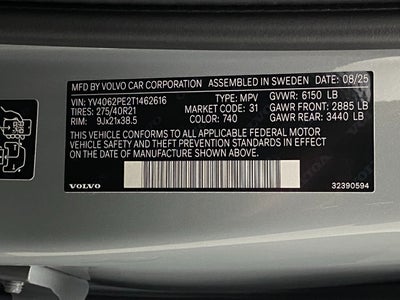 MFD BY VOLVO CAR CORPORATION ASSEMBLED IN SWEDEN DATE: 08/25
VIN: YV4062PE2T1462616 TYPE: MPV GVWR: 6150 LB
TIRES: 275/40R21 MARKET CODE: 31 GAWR FRONT: 2885 LB
RIM: 9Jx21x38.5 COLOR: 740 GAWR REAR: 3440 LB
THIS VEHICLE CONFORMS TO ALL APPLICABLE FEDERAL MOTOR
VEHICLE SAFETY AND THEFT PREVENTION STANDARDS IN EFFECT
ON THE DATE OF MANUFACTURE SHOWN ABOVE.
VOLVO 32390594